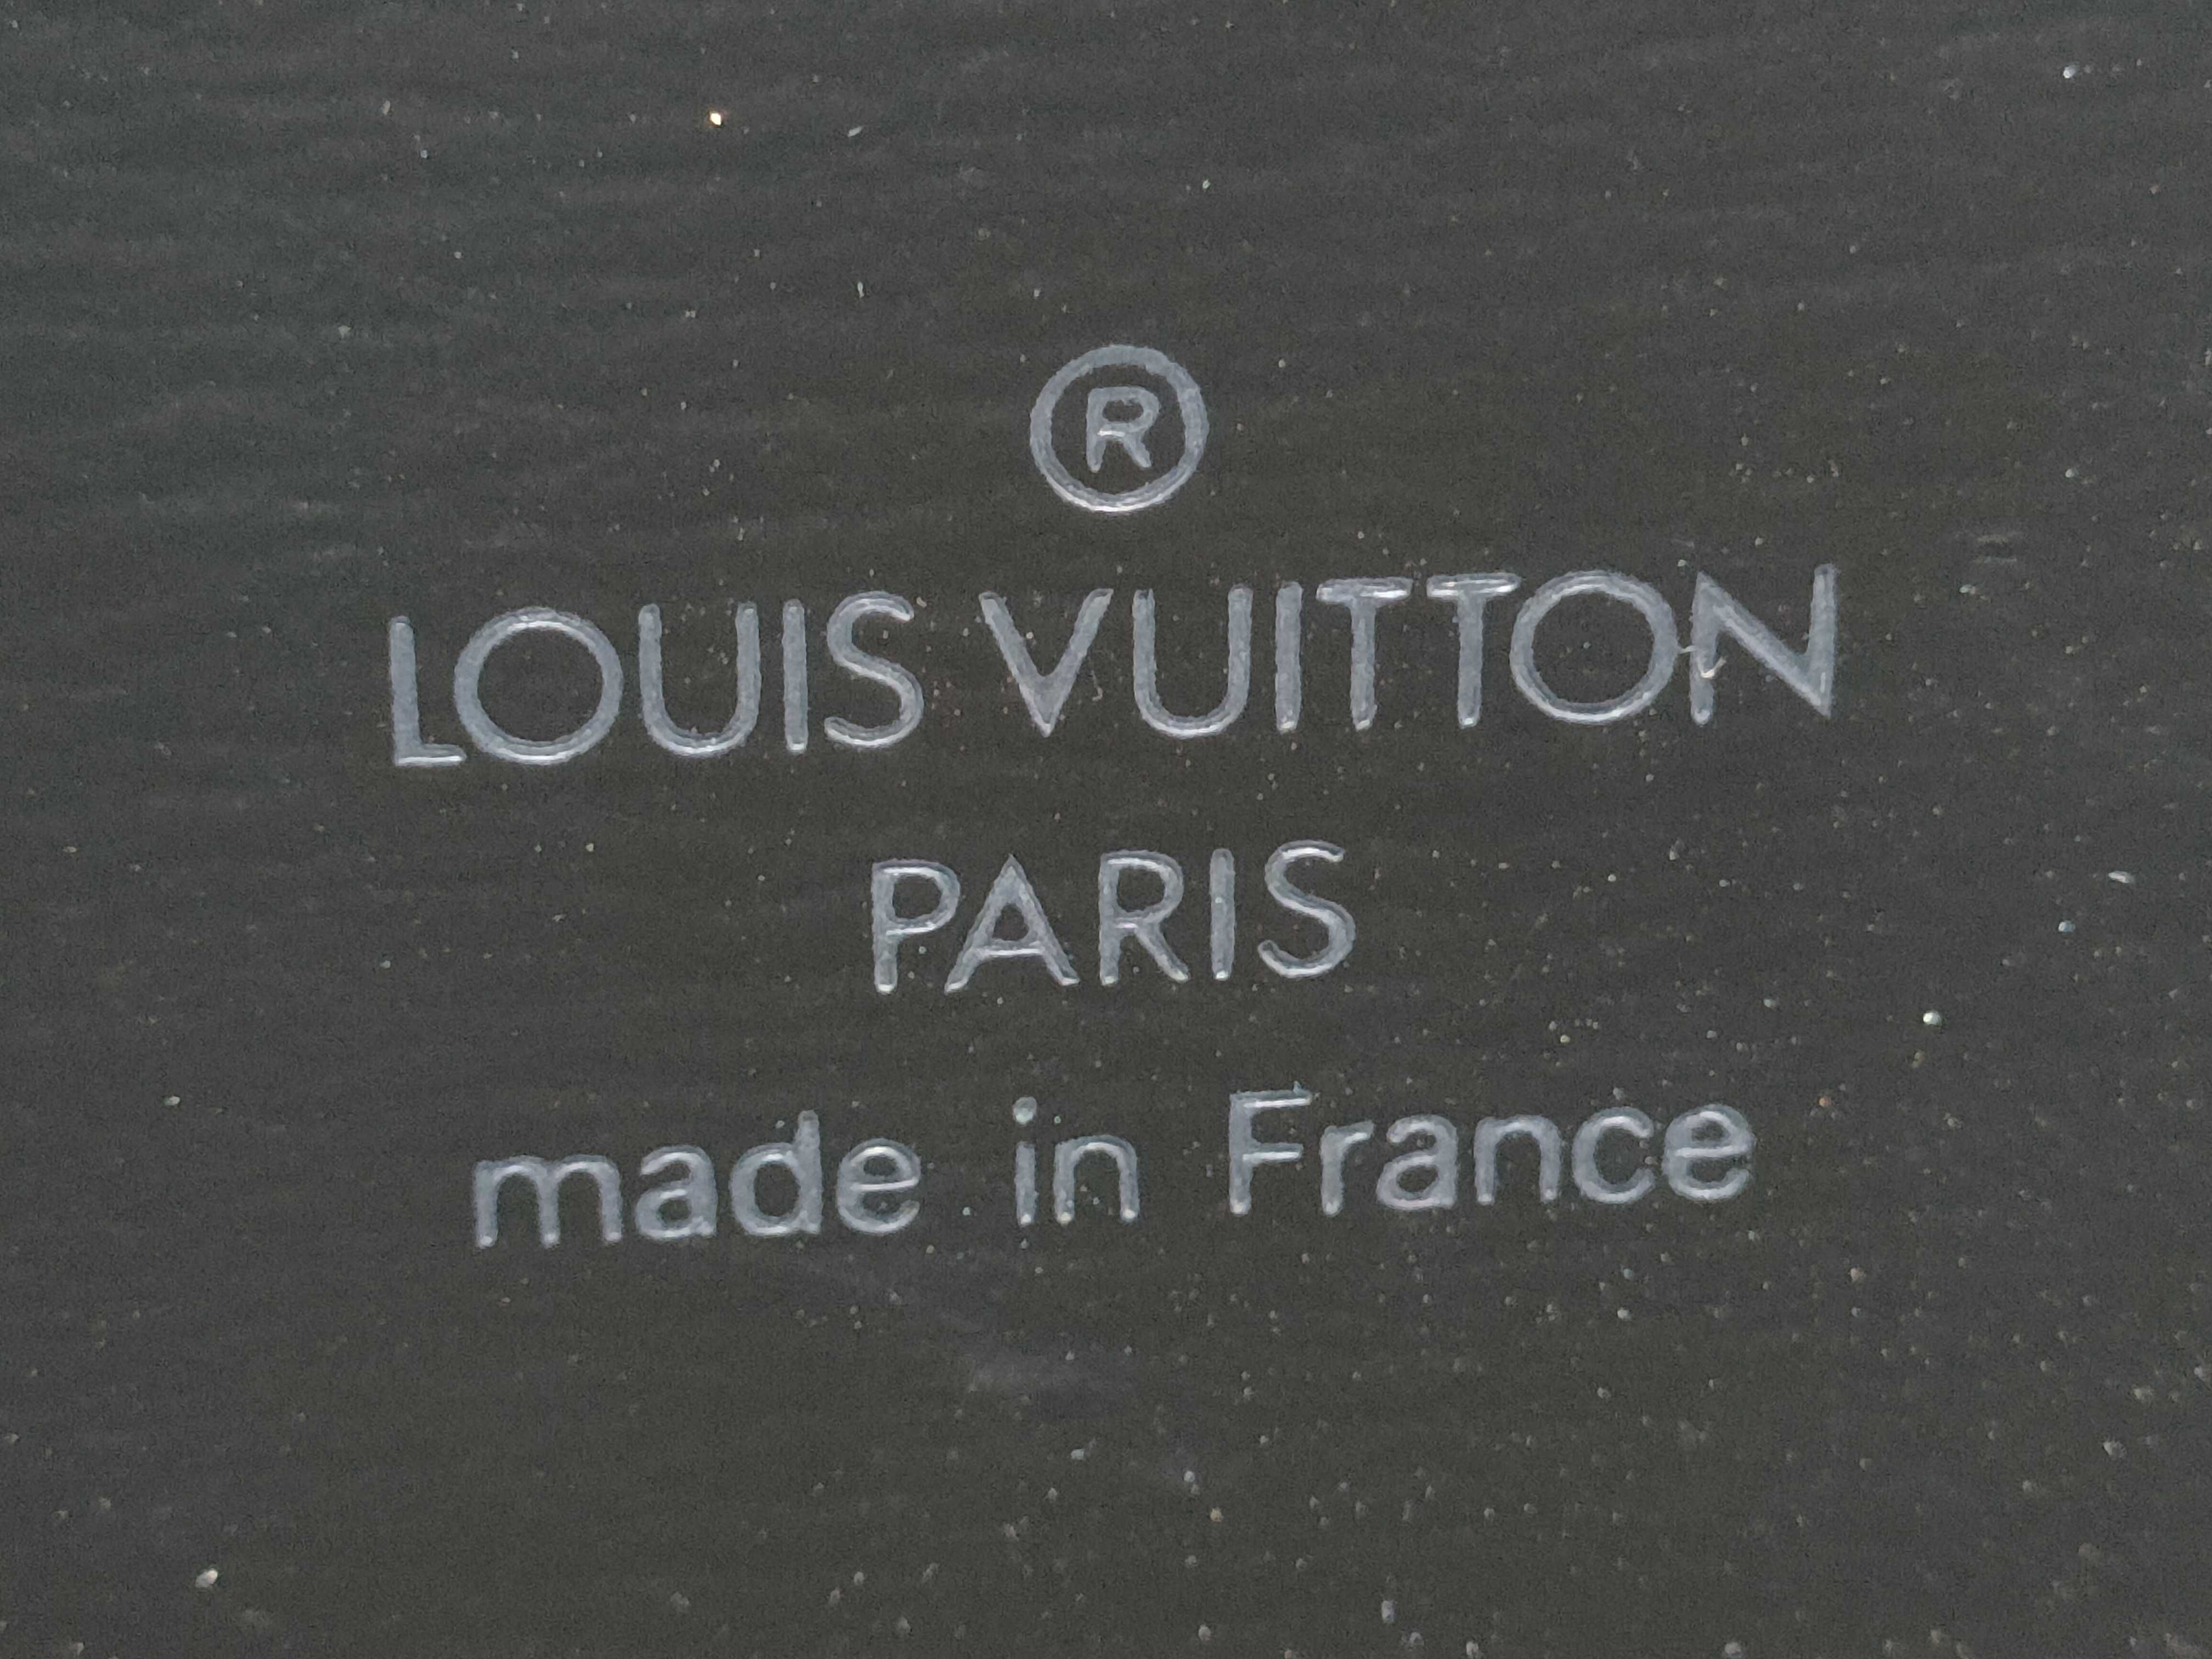 ®
LOUIS VUITTON
PARIS
made in France